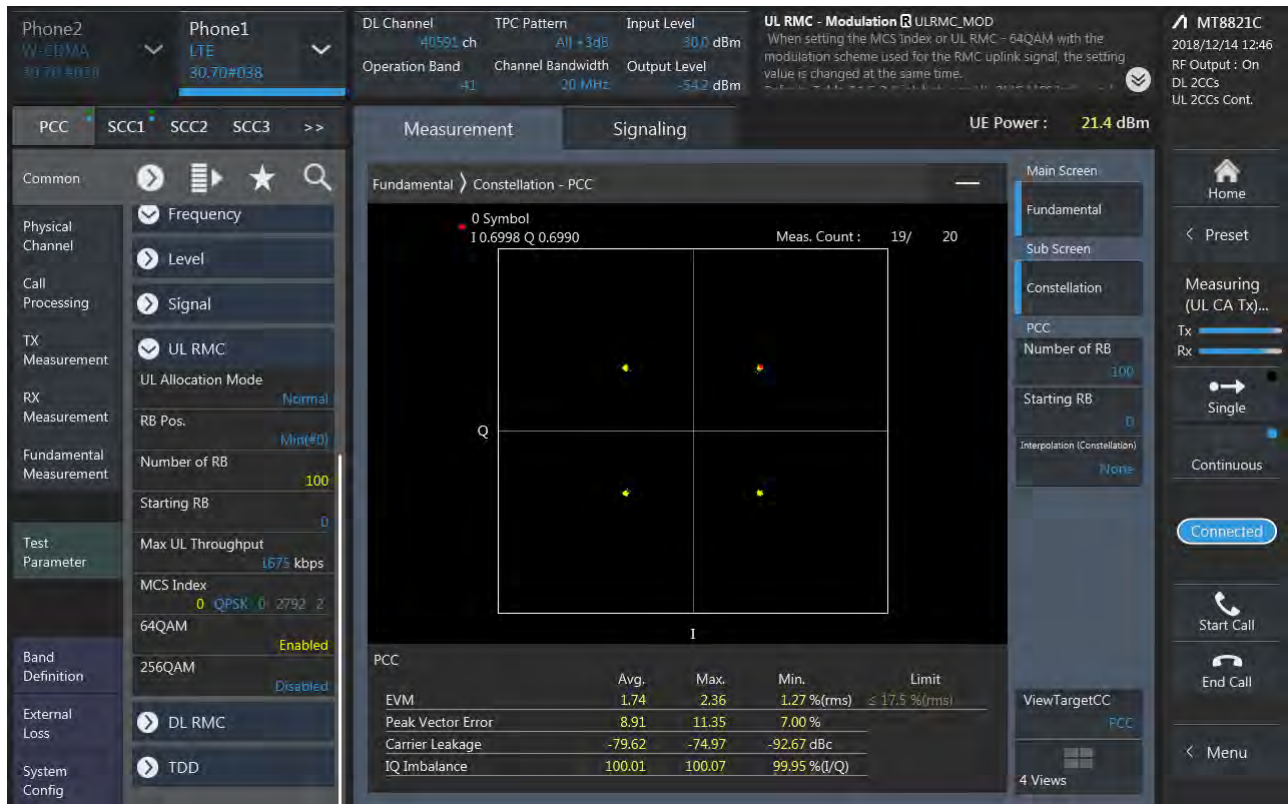 Phone2
W-CDMA
30.70#038
Phone1
LTE
30.70#038
DL Channel
40591 ch
TPC Pattern
All +3dB
Input Level
30.0 dBm
Operation Band
41
Channel Bandwidth
20 MHz
Output Level
-54.2 dBm
UL RMC - Modulation R ULRMC_MOD
When setting the MCS Index or UL RMC - 64QAM with the
modulation scheme used for the RMC uplink signal, the setting
value is changed at the same time.
MT8821C
2018/12/14 12:46
RF Output : On
DL 2CCs
UL 2CCs Cont.
PCC SCC1 SCC2 SCC3 >>
Measurement
Signaling
UE Power : 21.4 dBm
Common
Physical
Channel
Call
Processing
TX
Measurement
RX
Measurement
Fundamental
Measurement
Test
Parameter
Band
Definition
External
Loss
System
Config
Frequency
Level
Signal
UL RMC
UL Allocation Mode
Normal
RB Pos.
Min(#0)
Number of RB
100
Starting RB
0
Max UL Throughput
1675 kbps
MCS Index
0 QPSK 0 2792 2
64QAM
Enabled
256QAM
Disabled
DL RMC
TDD
Fundamental > Constellation - PCC
0 Symbol
I 0.6998 Q 0.6990
Meas. Count : 19/ 20
Q
I
PCC
Avg. Max. Min. Limit
EVM 1.74 2.36 1.27 %(rms) ≤ 17.5 %(rms)
Peak Vector Error 8.91 11.35 7.00 %
Carrier Leakage -79.62 -74.97 -92.67 dBc
IQ Imbalance 100.01 100.07 99.95 %(I/Q)
Main Screen
Fundamental
Sub Screen
Constellation
PCC
Number of RB
100
Starting RB
0
Interpolation (Constellation)
None
ViewTargetCC
PCC
4 Views
Home
< Preset
Measuring
(UL CA Tx)...
Tx
Rx
Single
Continuous
Connected
Start Call
End Call
< Menu